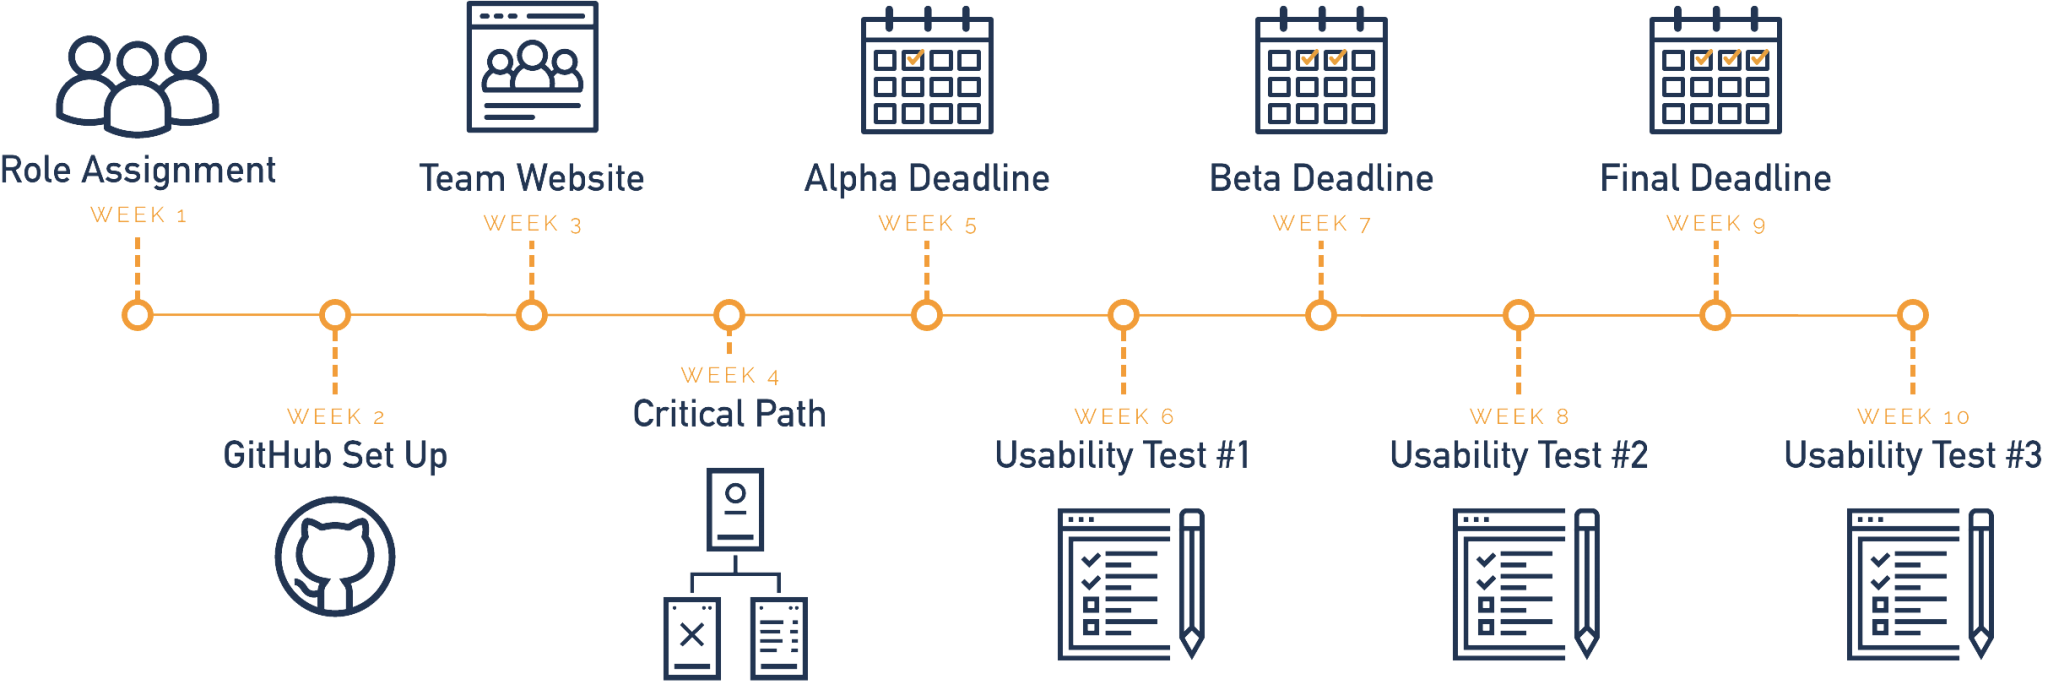 Role Assignment
WEEK 1
GitHub Set Up
WEEK 2
Team Website
WEEK 3
WEEK 4
Critical Path
Alpha Deadline
WEEK 5
WEEK 6
Usability Test #1
Beta Deadline
WEEK 7
WEEK 8
Usability Test #2
Final Deadline
WEEK 9
WEEK 10
Usability Test #3